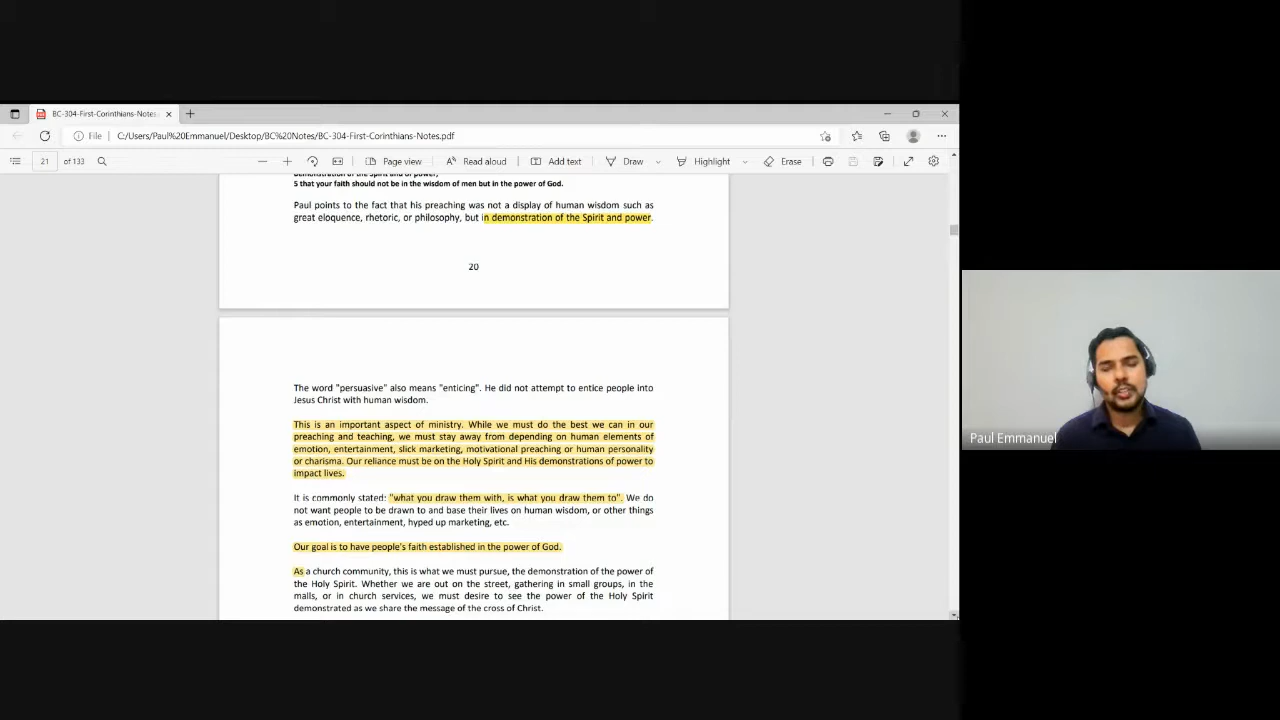 BC-304-First-Corinthians-Notes-
File
C:/Users/Paul%20Emmanuel/Desktop/BC%20Notes/BC-304-First-Corinthians-Notes.pdf
21 of 133
Page view
Read aloud
Add text
Draw
Highlight
Erase
demonstration of the Spirit and of power,
5 that your faith should not be in the wisdom of men but in the power of God.
Paul points to the fact that his preaching was not a display of human wisdom such as
great eloquence, rhetoric, or philosophy, but in demonstration of the Spirit and power.
20
The word "persuasive" also means "enticing". He did not attempt to entice people into
Jesus Christ with human wisdom.
This is an important aspect of ministry. While we must do the best we can in our
preaching and teaching, we must stay away from depending on human elements of
emotion, entertainment, slick marketing, motivational preaching or human personality
or charisma. Our reliance must be on the Holy Spirit and His demonstrations of power to
impact lives.
It is commonly stated: "what you draw them with, is what you draw them to". We do
not want people to be drawn to and base their lives on human wisdom, or other things
as emotion, entertainment, hyped up marketing, etc.
Our goal is to have people's faith established in the power of God.
As a church community, this is what we must pursue, the demonstration of the power of
the Holy Spirit. Whether we are out on the street, gathering in small groups, in the
malls, or in church services, we must desire to see the power of the Holy Spirit
demonstrated as we share the message of the cross of Christ.
Paul Emmanuel